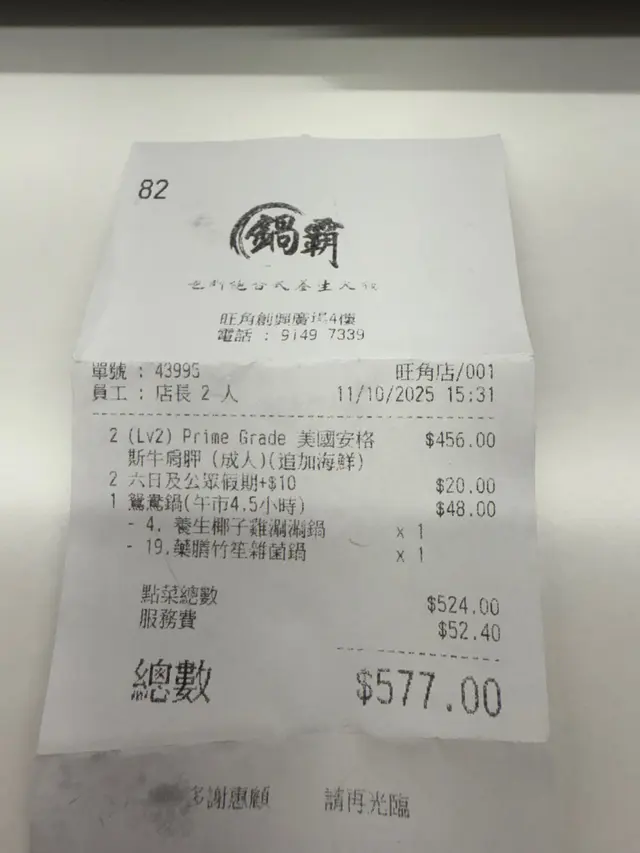 82
鍋霸
旺角創興廣場4樓
電話 : 9149 7339
單號 : 43995
旺角店/001
員工 : 店長 2 人
11/10/2025 15:31
2 (Lv2) Prime Grade 美國安格 $456.00
斯牛肩胛 (成人)(追加海鮮)
2 六日及公眾假期+$10 $20.00
1 鴛鴦鍋(午市4.5小時) $48.00
- 4. 養生椰子雞涮涮鍋 x 1
- 19.藥膳竹笙雜菌鍋 x 1
點菜總數 $524.00
服務費 $52.40
總數 $577.00
多謝惠顧 請再光臨